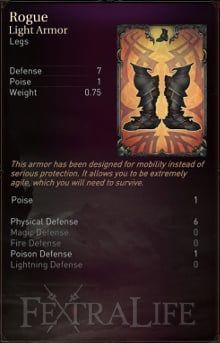 Rogue
Light Armor
Legs
Defense 7
Poise 1
Weight 0.75
This armor has been designed for mobility instead of
serious protection. It allows you to be extremely
agile, which you will need to survive.
Poise 1
Physical Defense 6
Magic Defense 0
Fire Defense 0
Poison Defense 1
Lightning Defense 0
FEXTRALIFE